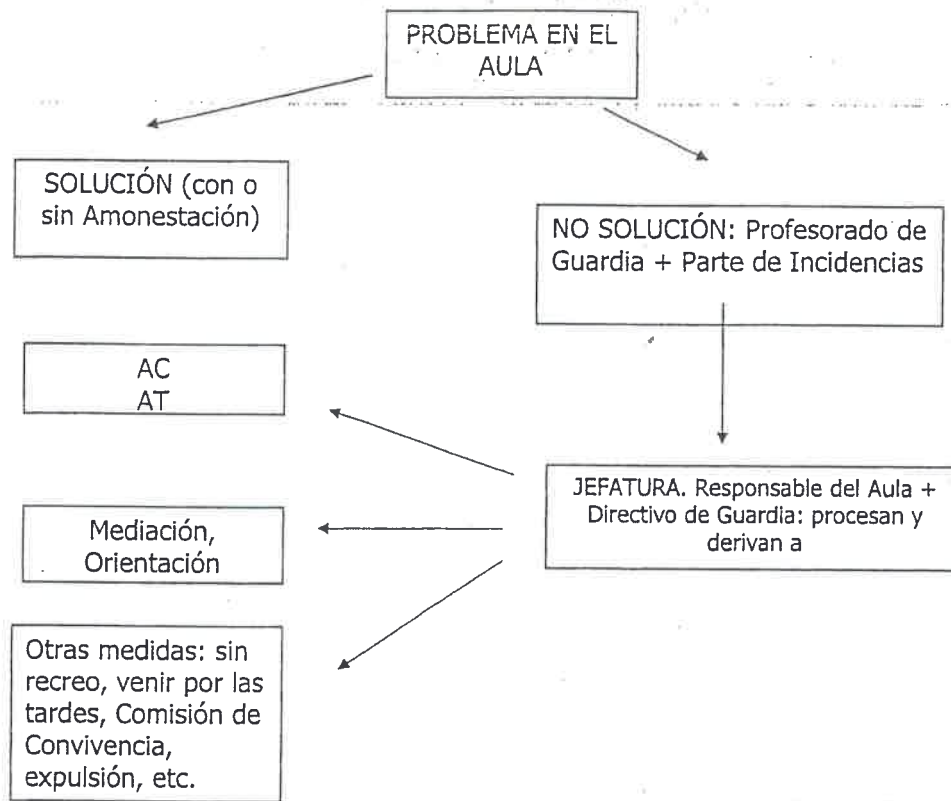 PROBLEMA EN EL
AULA
SOLUCIÓN (con o
sin Amonestación)
NO SOLUCIÓN: Profesorado de
Guardia + Parte de Incidencias
AC
AT
JEFATURA. Responsable del Aula +
Directivo de Guardia: procesan y
derivan a
Mediación,
Orientación
Otras medidas: sin
recreo, venir por las
tardes, Comisión de
Convivencia,
expulsión, etc.